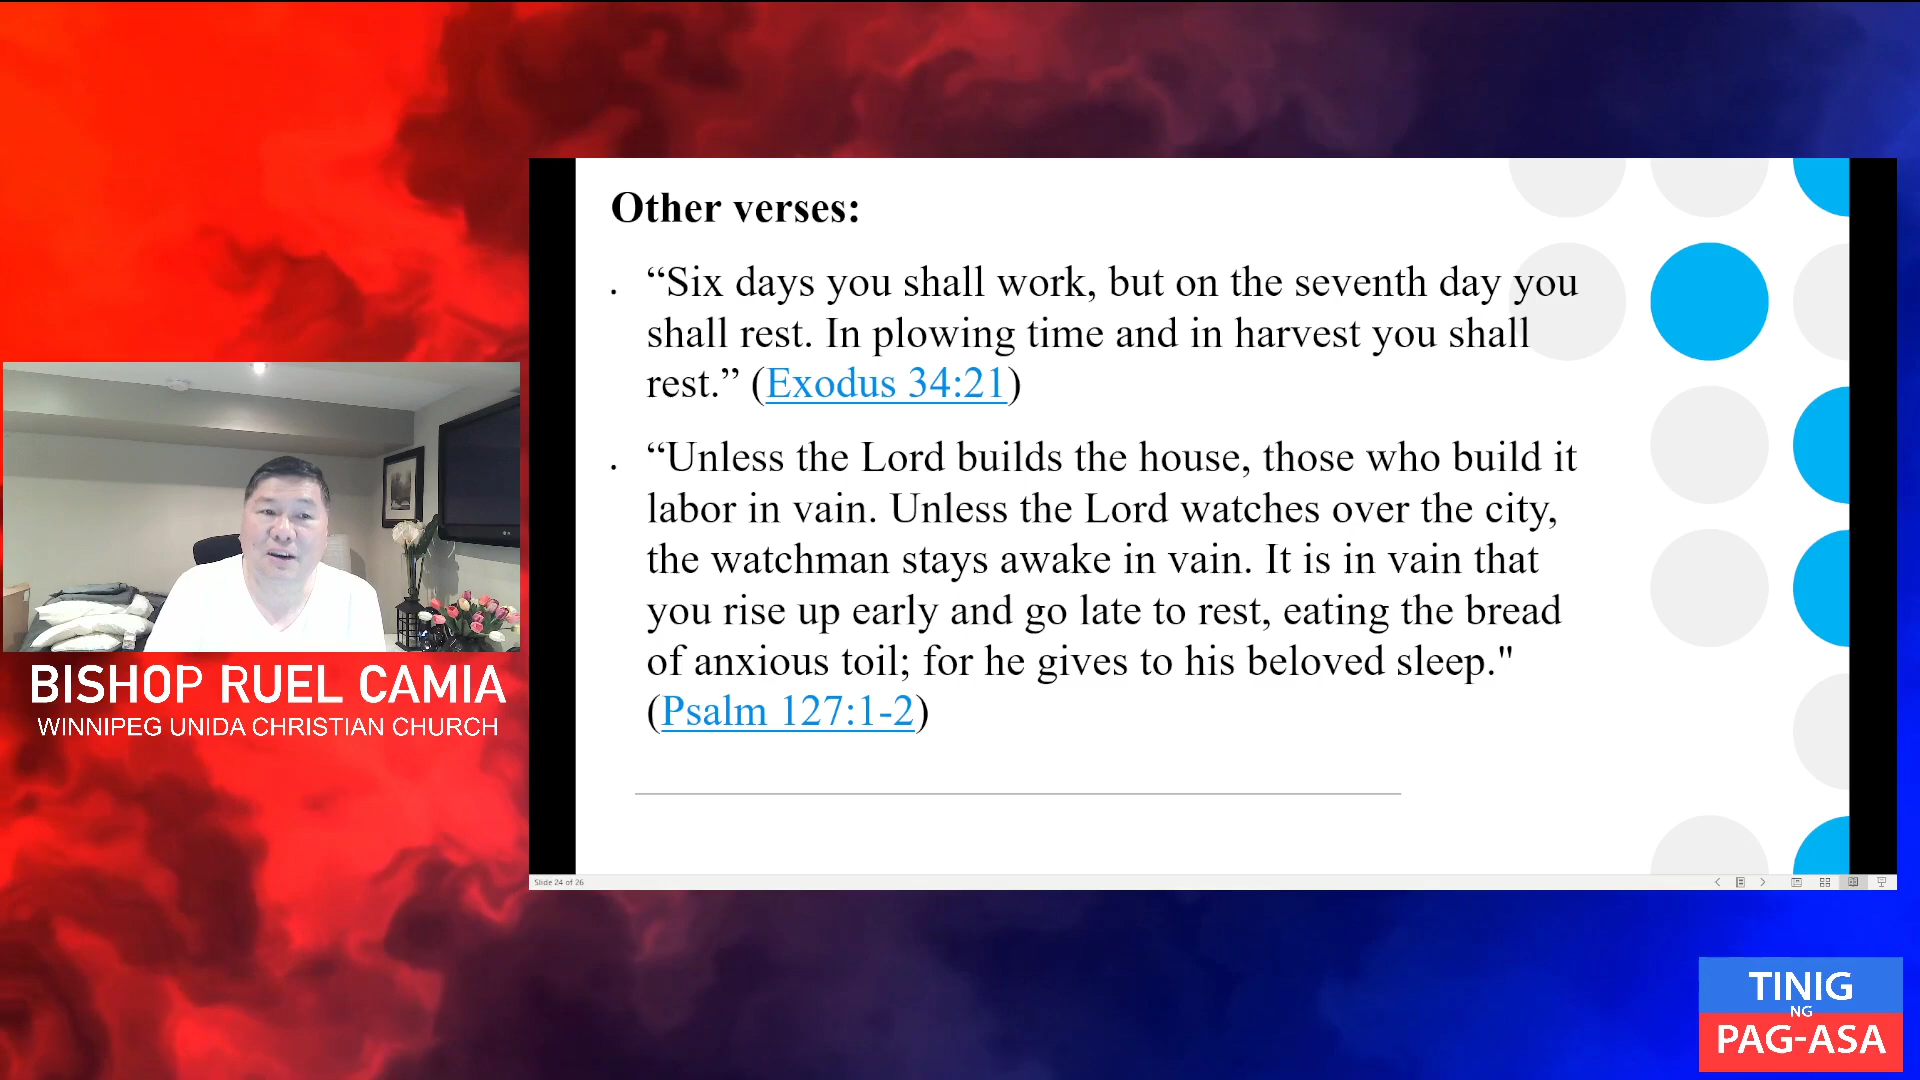 Other verses:
. “Six days you shall work, but on the seventh day you
shall rest. In plowing time and in harvest you shall
rest.” (Exodus 34:21)
. “Unless the Lord builds the house, those who build it
labor in vain. Unless the Lord watches over the city,
the watchman stays awake in vain. It is in vain that
you rise up early and go late to rest, eating the bread
of anxious toil; for he gives to his beloved sleep."
(Psalm 127:1-2)
Slide 24 of 26
BISHOP RUEL CAMIA
WINNIPEG UNIDA CHRISTIAN CHURCH
TINIG
NG
PAG-ASA